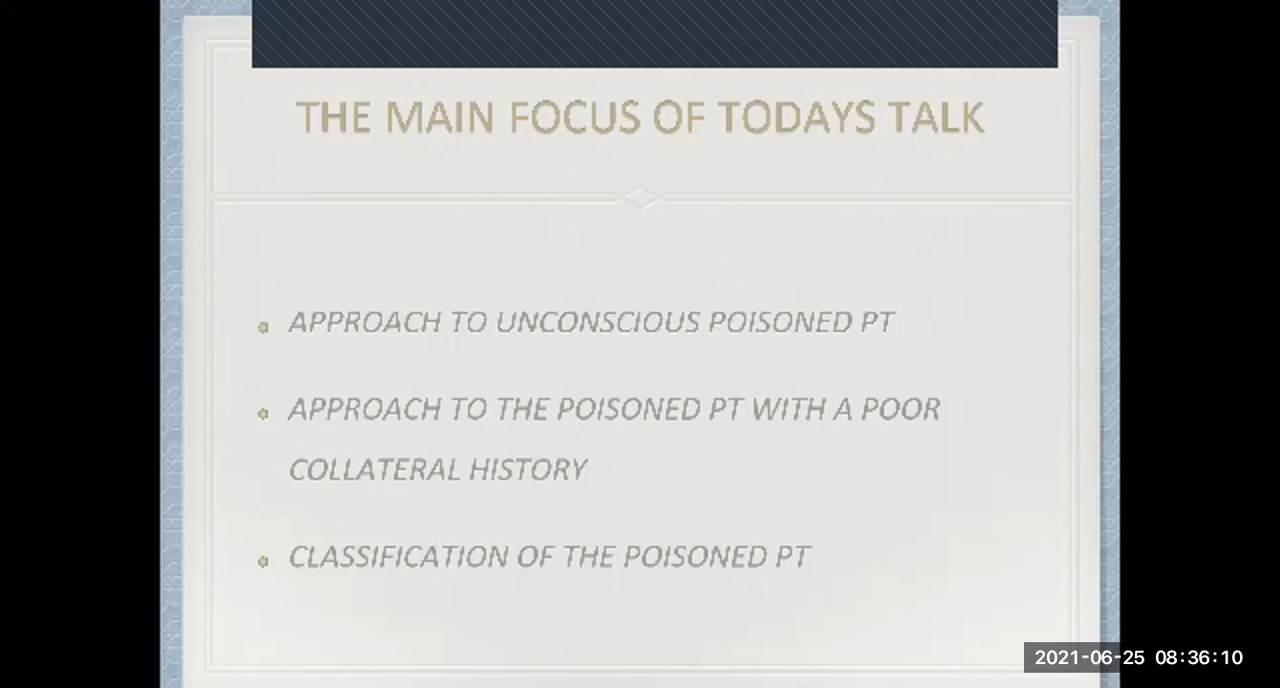 THE MAIN FOCUS OF TODAYS TALK
APPROACH TO UNCONSCIOUS POISONED PT
APPROACH TO THE POISONED PT WITH A POOR
COLLATERAL HISTORY
CLASSIFICATION OF THE POISONED PT
2021-06-25 08:36:10